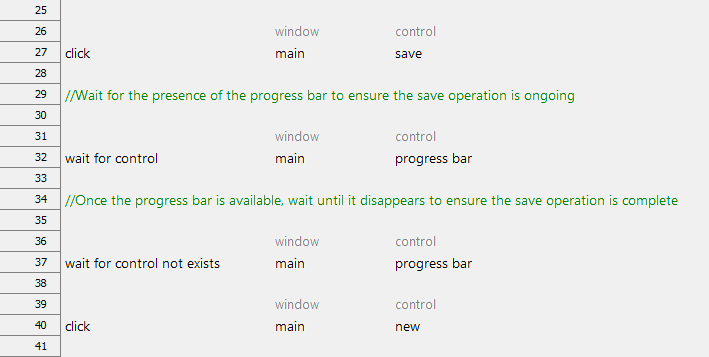 25
26 window control
27 click main save
28
29 //Wait for the presence of the progress bar to ensure the save operation is ongoing
30
31 window control
32 wait for control main progress bar
33
34 //Once the progress bar is available, wait until it disappears to ensure the save operation is complete
35
36 window control
37 wait for control not exists main progress bar
38
39 window control
40 click main new
41